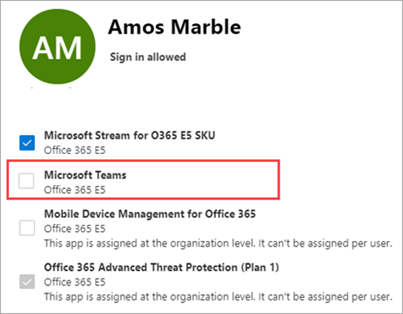 AM
Amos Marble
Sign in allowed
Microsoft Stream for O365 E5 SKU
Office 365 E5
Microsoft Teams
Office 365 E5
Mobile Device Management for Office 365
Office 365 E5
This app is assigned at the organization level. It can't be assigned per user.
Office 365 Advanced Threat Protection (Plan 1)
Office 365 E5
This app is assigned at the organization level. It can't be assigned per user.